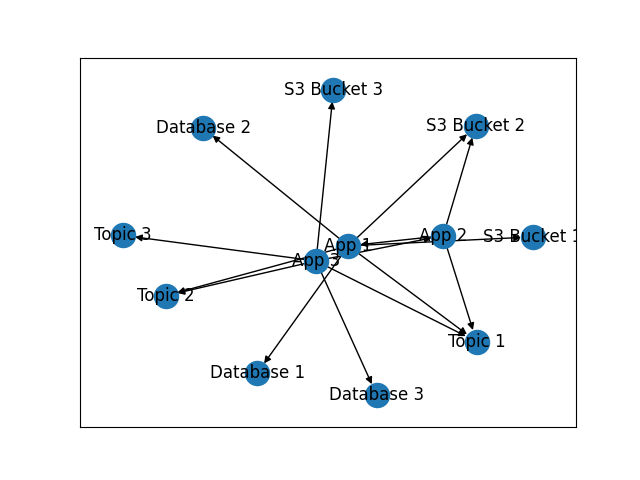 S3 Bucket 3
S3 Bucket 2
Database 2
Topic 3
App 1
App 2
S3 Bucket 1
App 3
Topic 2
Topic 1
Database 1
Database 3